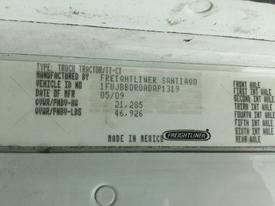 TYPE: TRUCK TRACTOR/TT-CT
MANUFACTURED BY FREIGHTLINER SANTIAGO
VEHICLE ID NO
DATE OF MFR 05/09
GVWR/PNBV-KG 21,285
GVWR/PNBV-LBS 46,926
MADE IN MEXICO
FREIGHTLINER
FRONT AXLE
FIRST INT AXLE
SECOND INT AXLE
THIRD INT AXLE
FOURTH INT AXLE
FIFTH INT AXLE
SIXTH INT AXLE
REAR AXLE